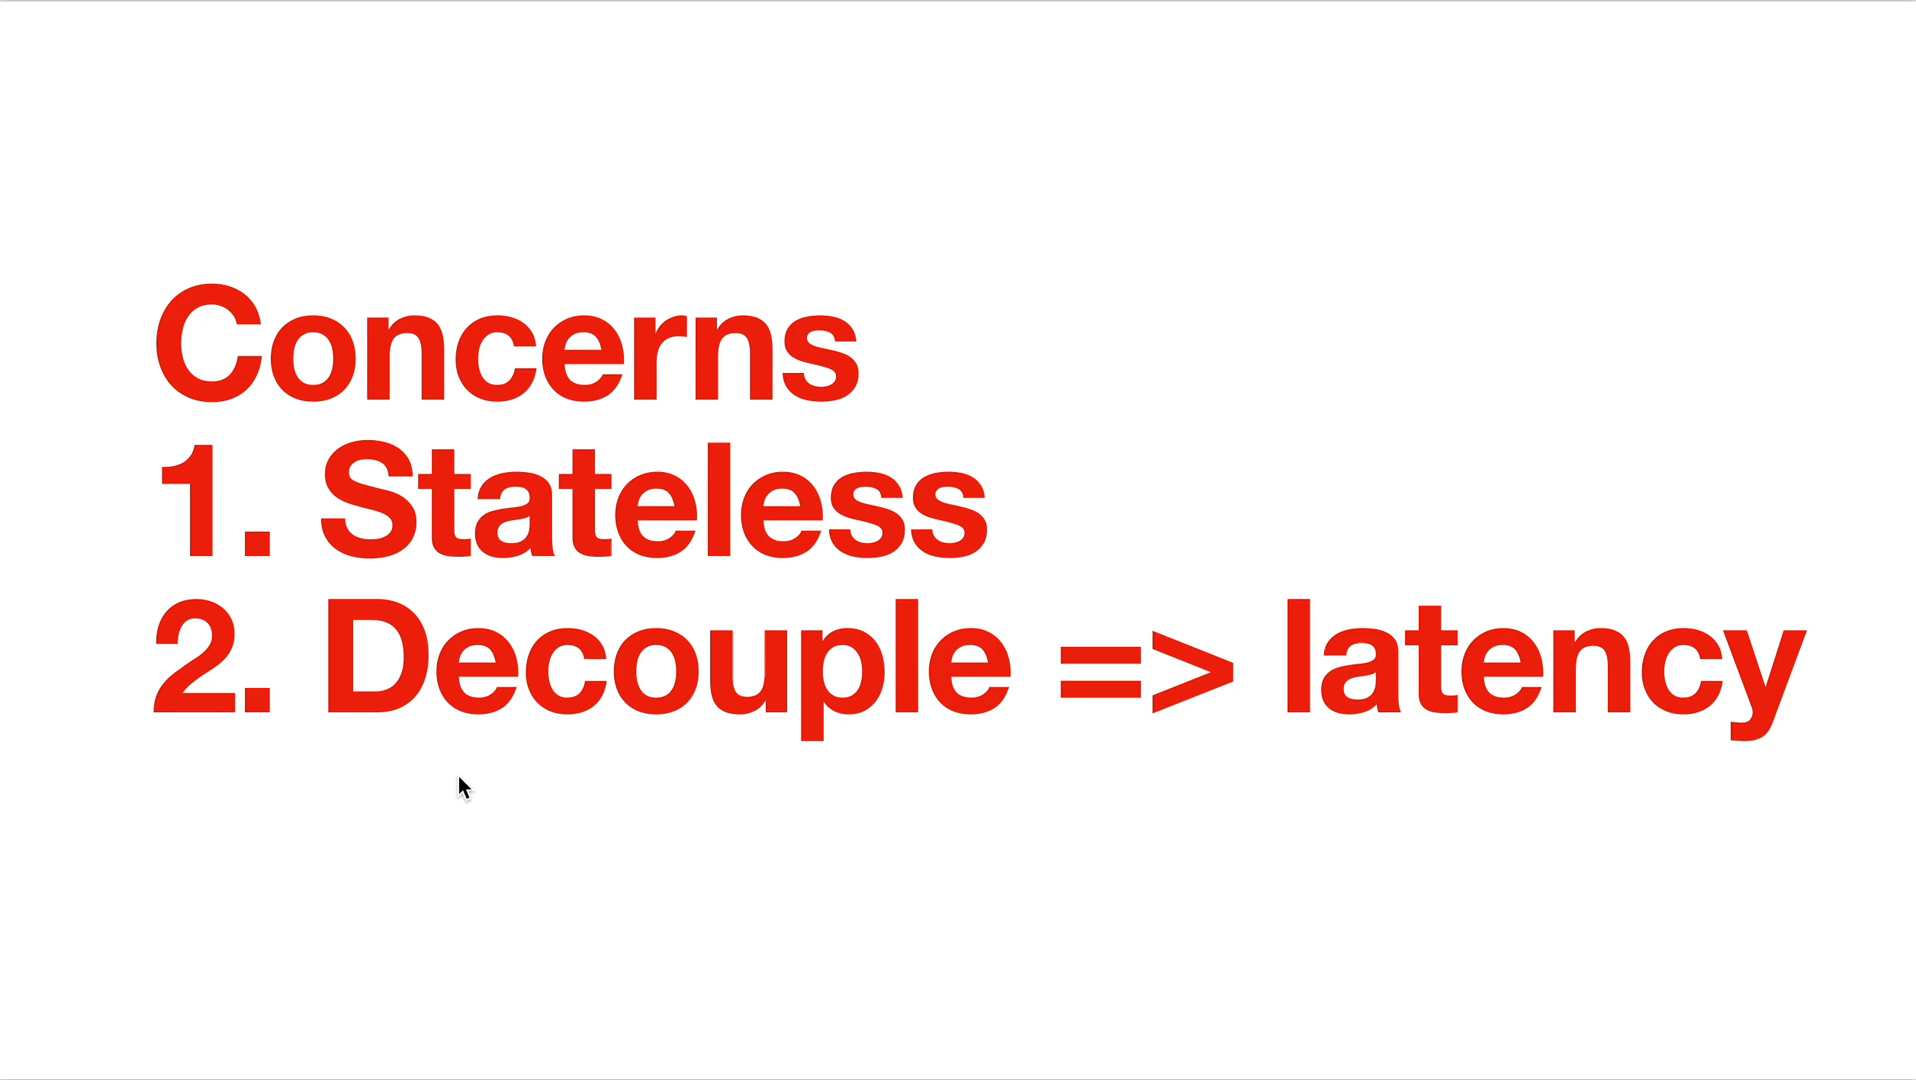 Concerns
1. Stateless
2. Decouple => latency